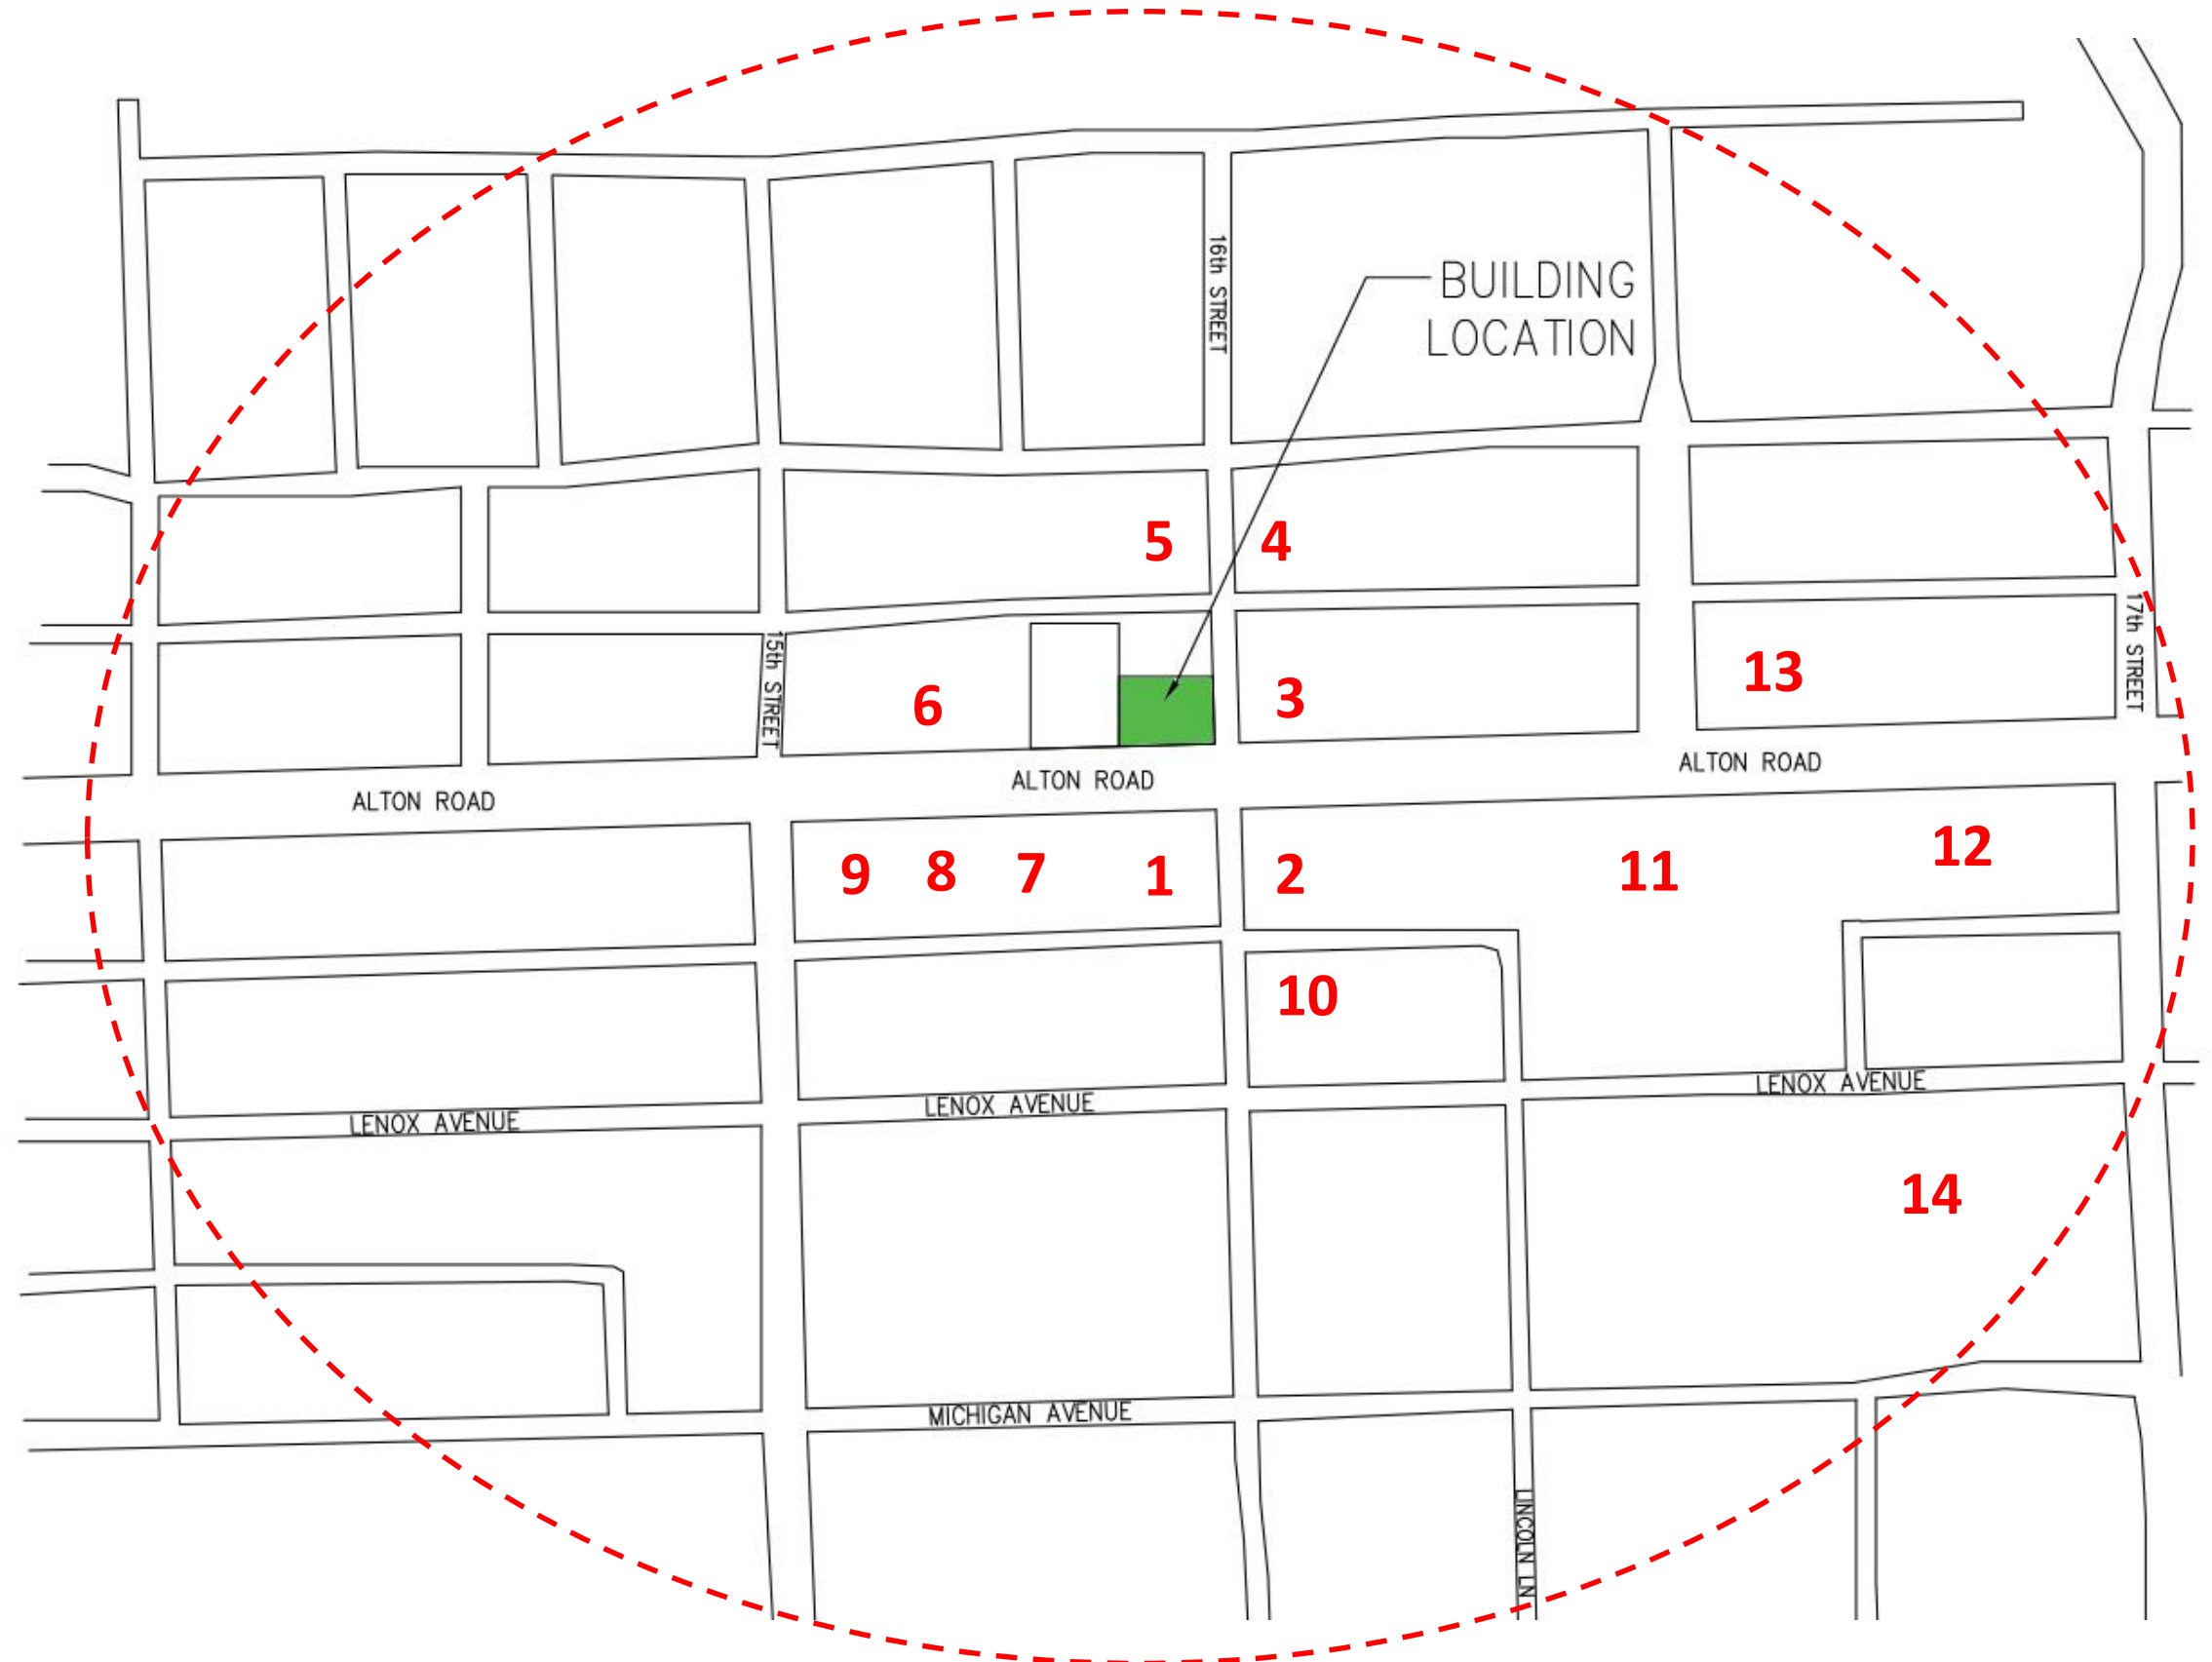 16th STREET
BUILDING
LOCATION
5
4
15th STREET
6
3
13
17th STREET
ALTON ROAD
ALTON ROAD
ALTON ROAD
9
8
7
1
2
11
12
10
LENOX AVENUE
LENOX AVENUE
LENOX AVENUE
14
MICHIGAN AVENUE
LINCOLN LN